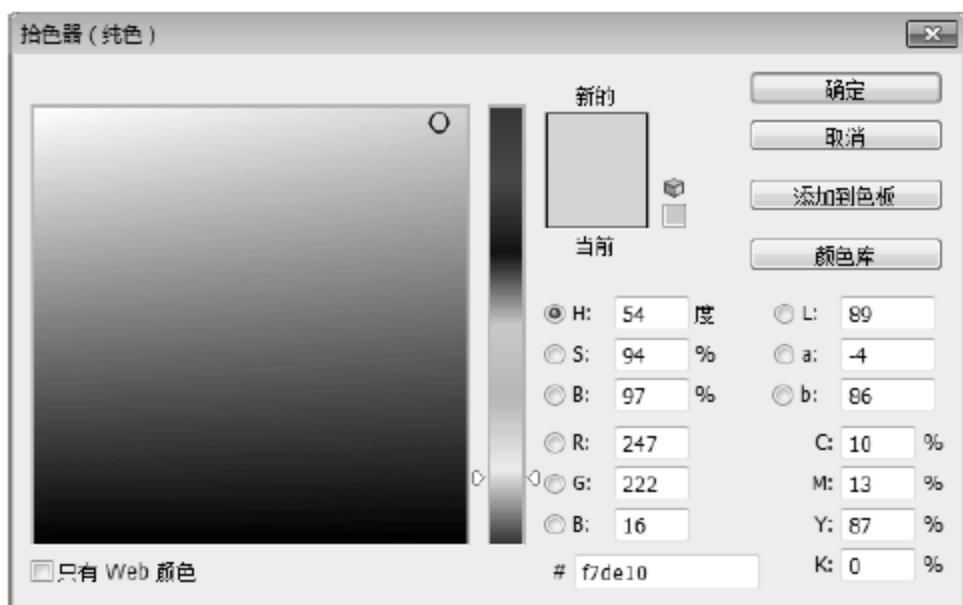 拾色器（纯色）
新的
当前
确定
取消
添加到色板
颜色库
H: 54 度
S: 94 %
B: 97 %
R: 247
G: 222
B: 16
# f7de10
L: 89
a: -4
b: 86
C: 10 %
M: 13 %
Y: 87 %
K: 0 %
只有 Web 颜色